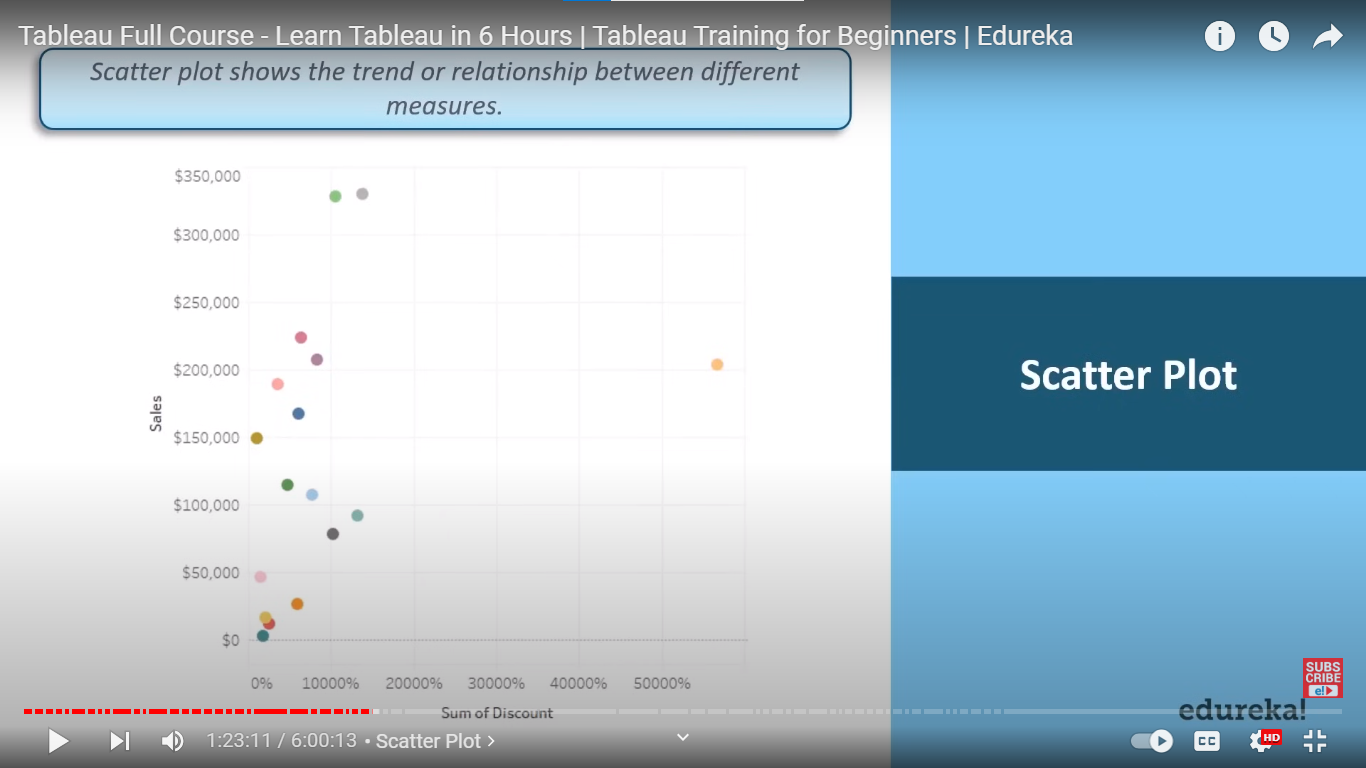 Tableau Full Course - Learn Tableau in 6 Hours | Tableau Training for Beginners | Edureka
Scatter plot shows the trend or relationship between different
measures.
$350,000
$300,000
$250,000
$200,000
$150,000
$100,000
$50,000
$0
Sales
0% 10000% 20000% 30000% 40000% 50000%
Sum of Discount
Scatter Plot
SUBS
CRIBE
e!
edureka!
1:23:11 / 6:00:13 • Scatter Plot
CC
HD